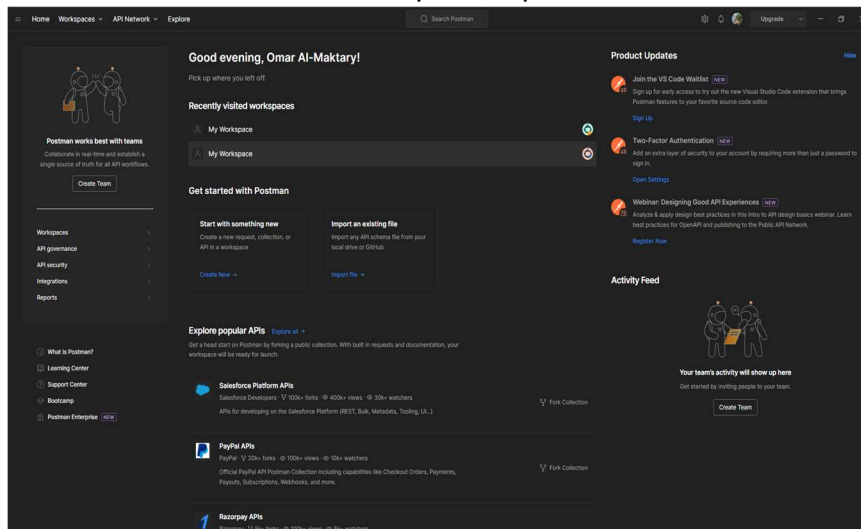 Home Workspaces API Network Explore
Search Postman
Upgrade
Postman works best with teams
Collaborate in real-time and establish a
single source of truth for all API workflows.
Create Team
Workspaces
API governance
API security
Integrations
Reports
What is Postman?
Learning Center
Support Center
Bootcamp
Postman Enterprise NEW
Good evening, Omar Al-Maktary!
Pick up where you left off.
Recently visited workspaces
My Workspace
My Workspace
Get started with Postman
Start with something new
Create a new request, collection, or
API in a workspace
Create New →
Import an existing file
Import any API schema file from your
local drive or GitHub
Import file →
Explore popular APIs Explore all →
Get a head start on Postman by forking a public collection. With built in requests and documentation, your
workspace will be ready for launch.
Salesforce Platform APIs
Salesforce Developers · 100k+ forks · 400k+ views · 30k+ watchers
APIs for developing on the Salesforce Platform (REST, Bulk, Metadata, Tooling, UI...)
Fork Collection
PayPal APIs
PayPal · 20k+ forks · 100k+ views · 10k+ watchers
Official PayPal API Postman Collection including capabilities like Checkout Orders, Payments,
Payouts, Subscriptions, Webhooks, and more.
Fork Collection
Razorpay APIs
Product Updates Hide
Join the VS Code Waitlist NEW
Sign up for early access to try out the new Visual Studio Code extension that brings
Postman features to your favorite source code editor.
Sign Up
Two-Factor Authentication NEW
Add an extra layer of security to your account by requiring more than just a password to
sign in.
Open Settings
Webinar: Designing Good API Experiences NEW
Analyze & apply design best practices in this Intro to API design basics webinar. Learn
best practices for OpenAPI and publishing to the Public API Network.
Register Now
Activity Feed
Your team's activity will show up here
Get started by inviting people to your team.
Create Team